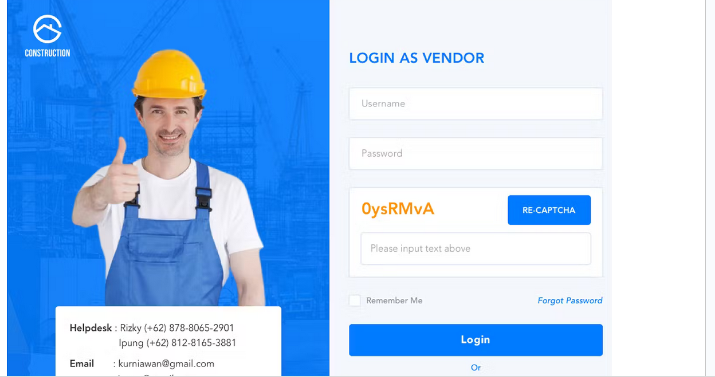 CONSTRUCTION
LOGIN AS VENDOR
Username
Password
0ysRMvA
RE-CAPTCHA
Please input text above
Remember Me
Forgot Password
Login
Or
Helpdesk : Rizky (+62) 878-8065-2901
Ipung (+62) 812-8165-3881
Email : kurniawan@gmail.com